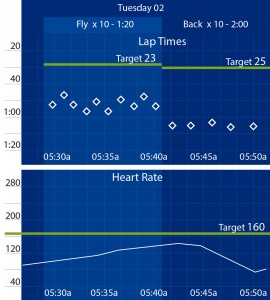 Tuesday 02
Fly x 10 - 1:20 Back x 10 - 2:00
Lap Times
20
Target 23 Target 25
40
1:00
1:20
05:30a 05:35a 05:40a 05:45a 05:50a
Heart Rate
280
200
Target 160
120
40
05:30a 05:35a 05:40a 05:45a 05:50a